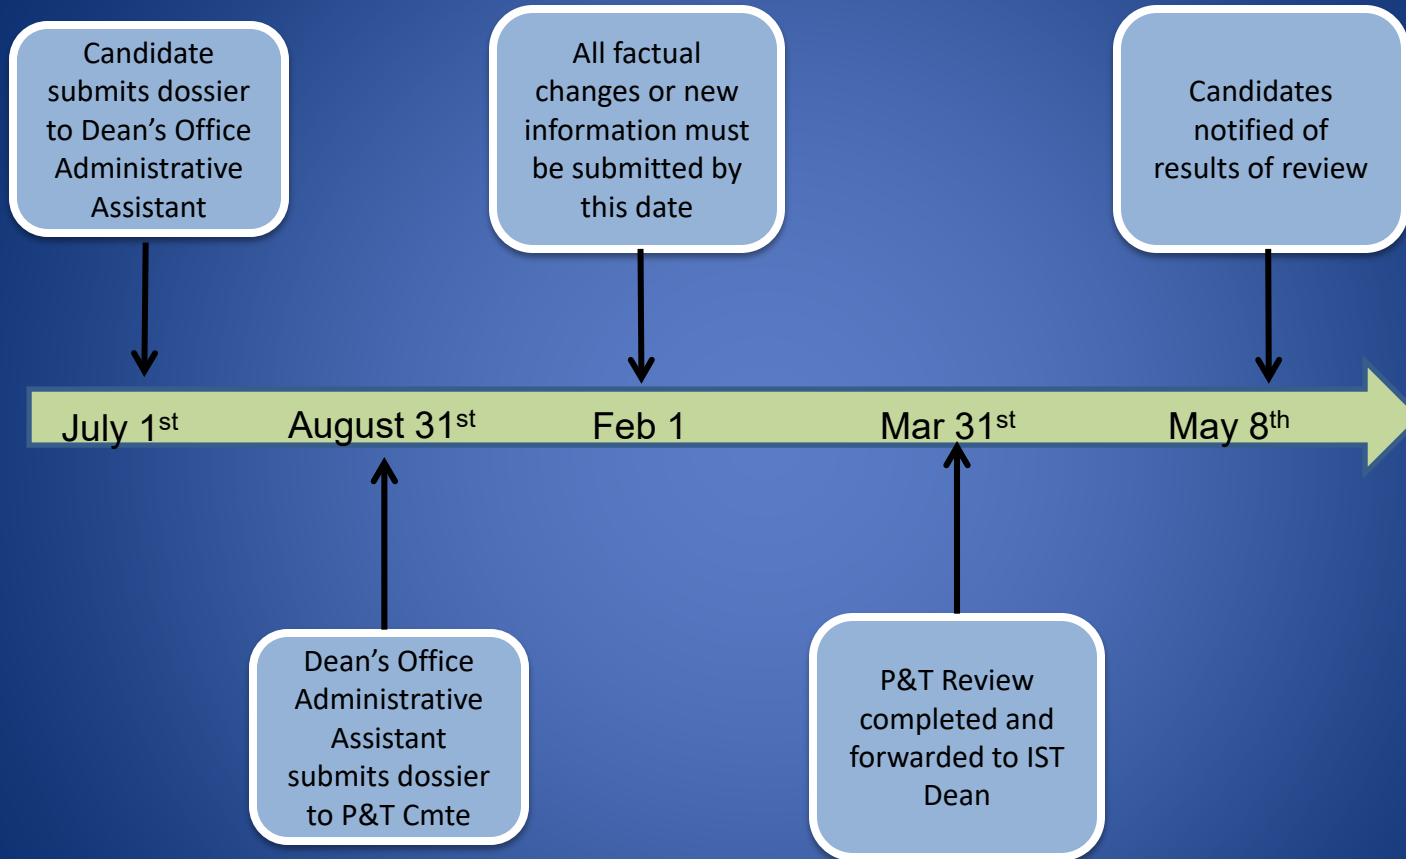 Candidate
submits dossier
to Dean’s Office
Administrative
Assistant
All factual
changes or new
information must
be submitted by
this date
Candidates
notified of
results of review
July 1st
August 31st
Feb 1
Mar 31st
May 8th
Dean’s Office
Administrative
Assistant
submits dossier
to P&T Cmte
P&T Review
completed and
forwarded to IST
Dean